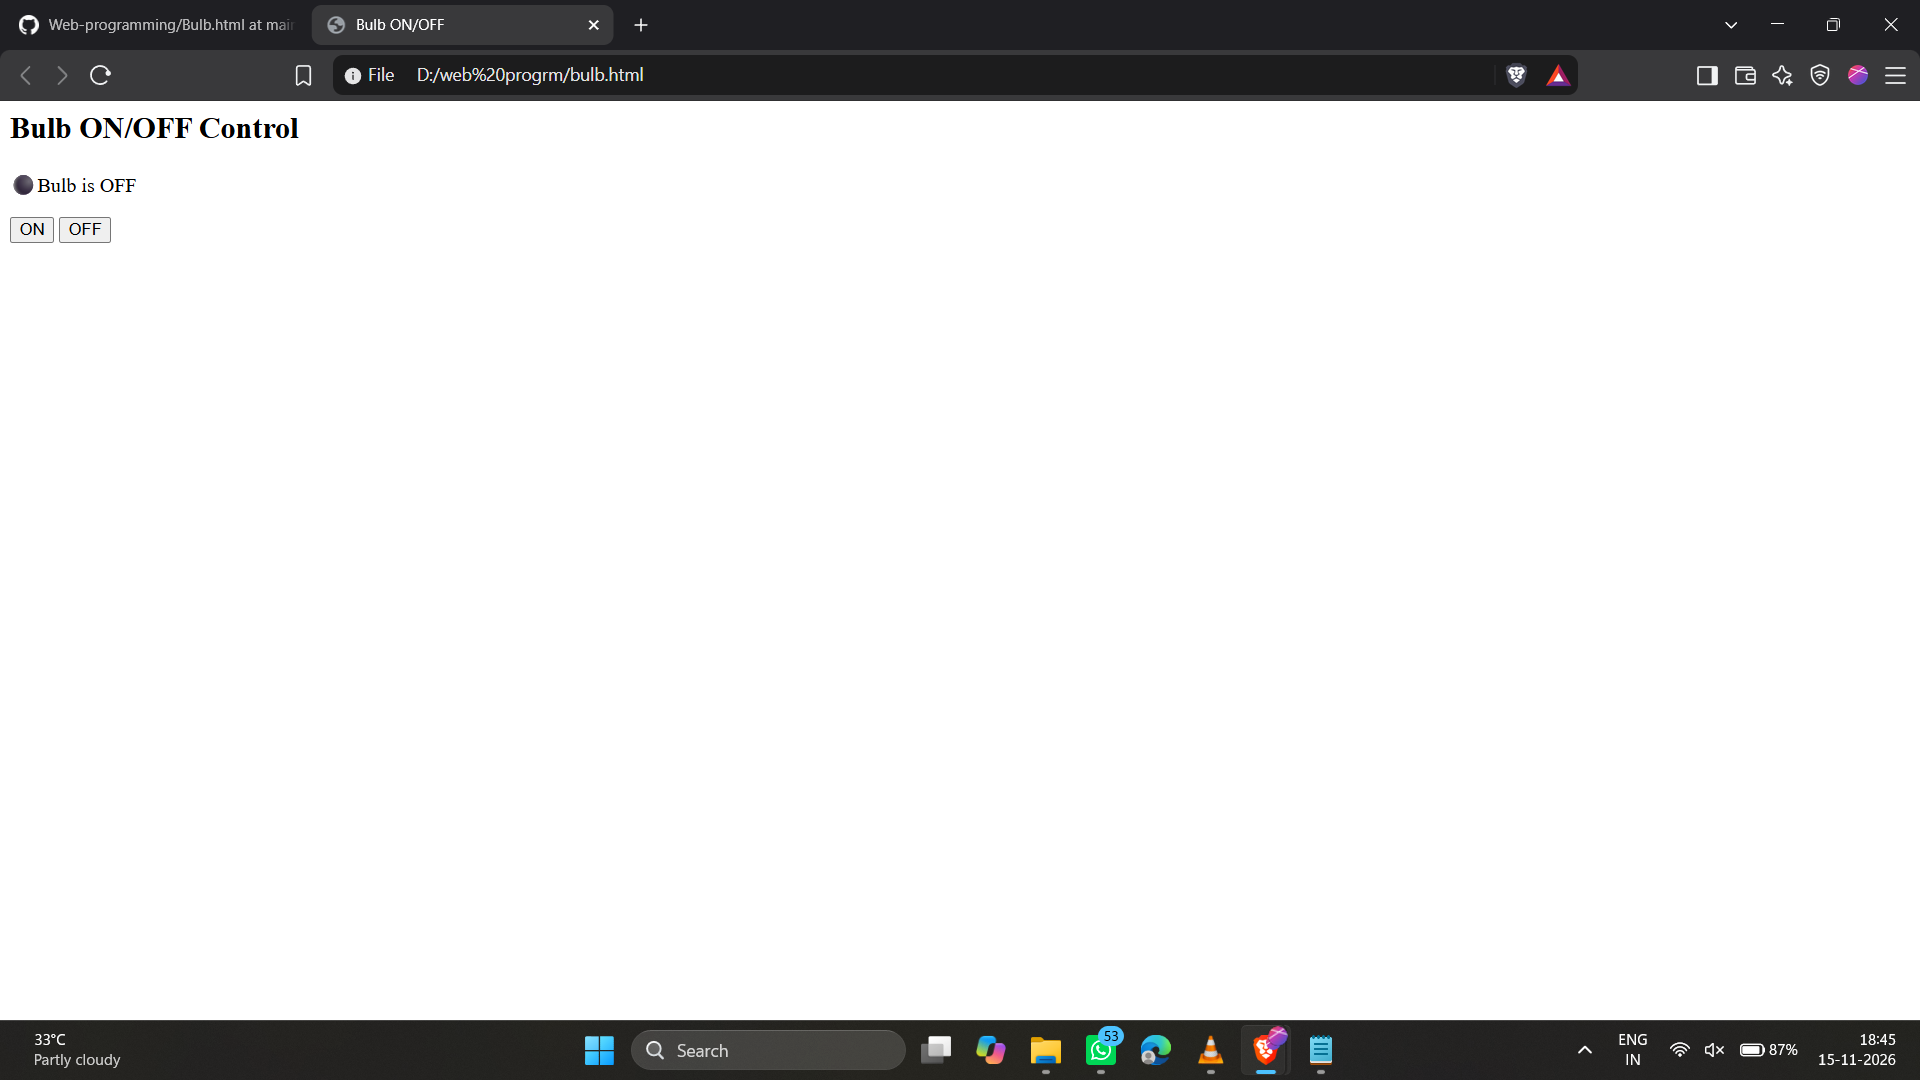 Web-programming/Bulb.html at mai
Bulb ON/OFF
File D:/web%20progrm/bulb.html
Bulb ON/OFF Control
Bulb is OFF
ON OFF
33°C
Partly cloudy
Search
53
ENG
IN
87%
18:45
15-11-2026